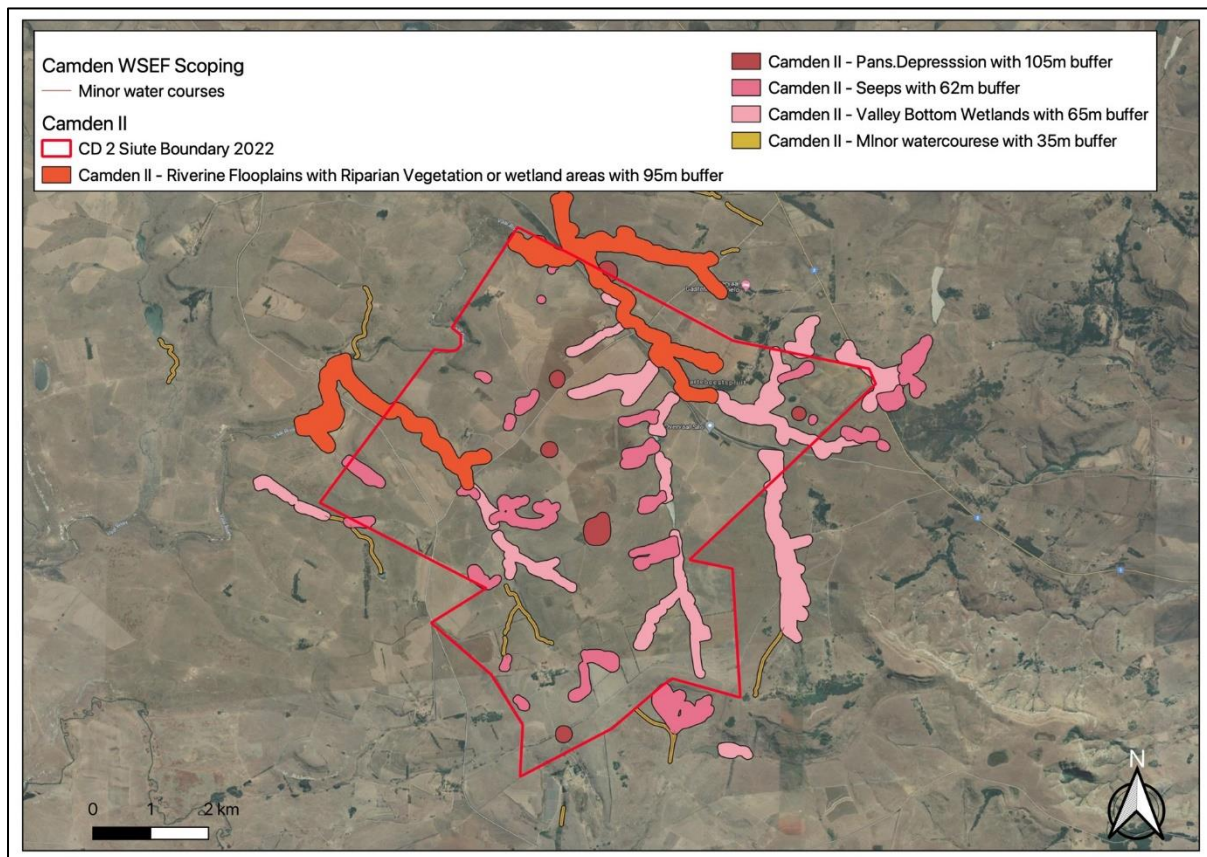 Camden WSEF Scoping
Minor water courses
Camden II
CD 2 Siute Boundary 2022
Camden II - Riverine Flooplains with Riparian Vegetation or wetland areas with 95m buffer
Camden II - Pans.Depresssion with 105m buffer
Camden II - Seeps with 62m buffer
Camden II - Valley Bottom Wetlands with 65m buffer
Camden II - MInor watercourese with 35m buffer
N
0 1 2 km